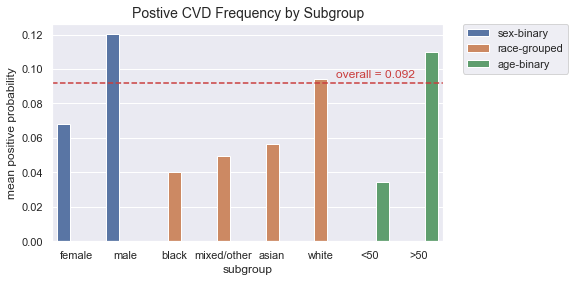 Postive CVD Frequency by Subgroup
sex-binary
race-grouped
age-binary
overall = 0.092
mean positive probability
0.12
0.10
0.08
0.06
0.04
0.02
0.00
female male black mixed/other asian white <50 >50
subgroup